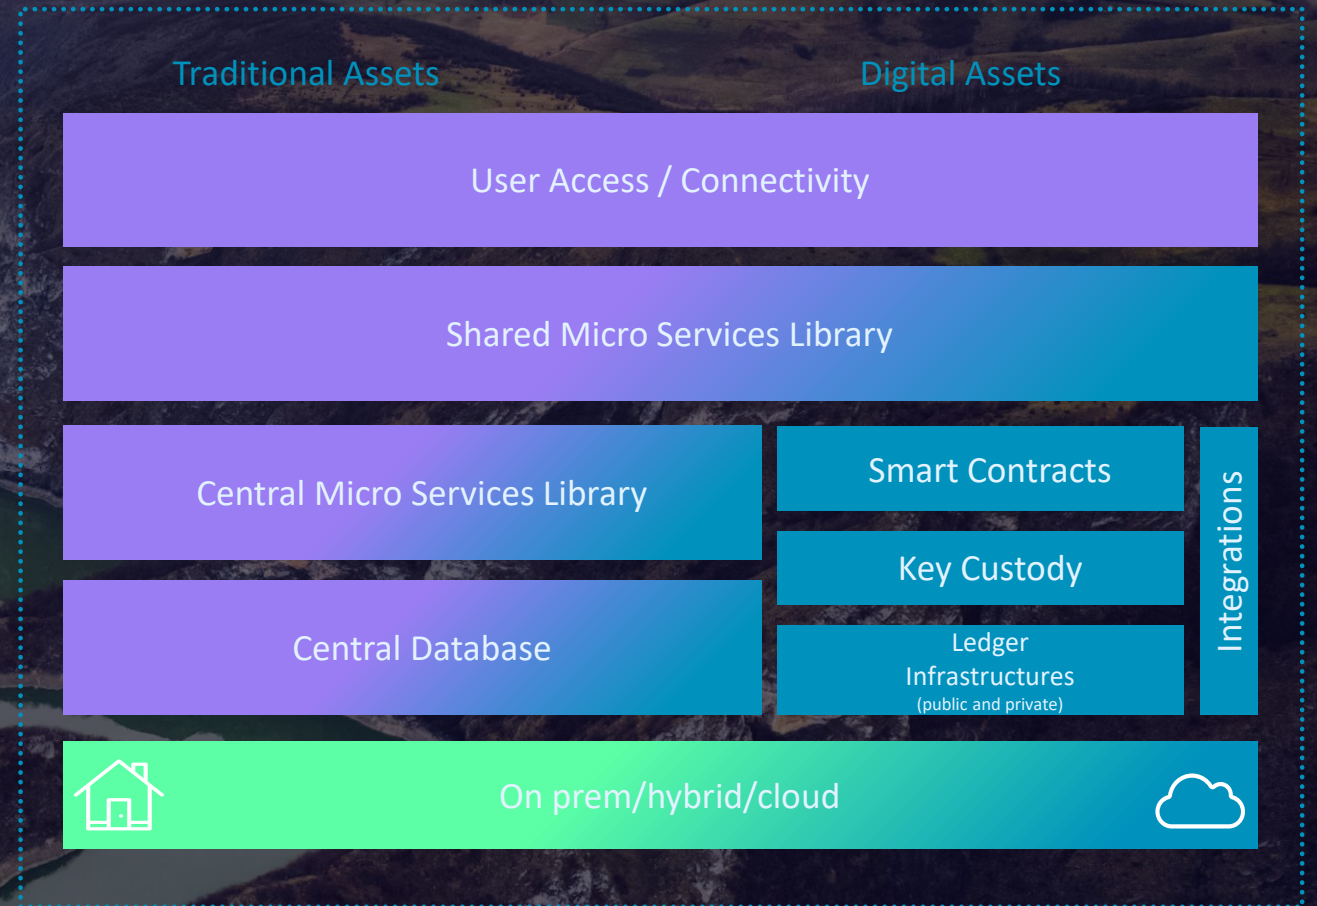 Traditional Assets
Digital Assets
User Access / Connectivity
Shared Micro Services Library
Central Micro Services Library
Smart Contracts
Key Custody
Integrations
Central Database
Ledger
Infrastructures
(public and private)
On prem/hybrid/cloud